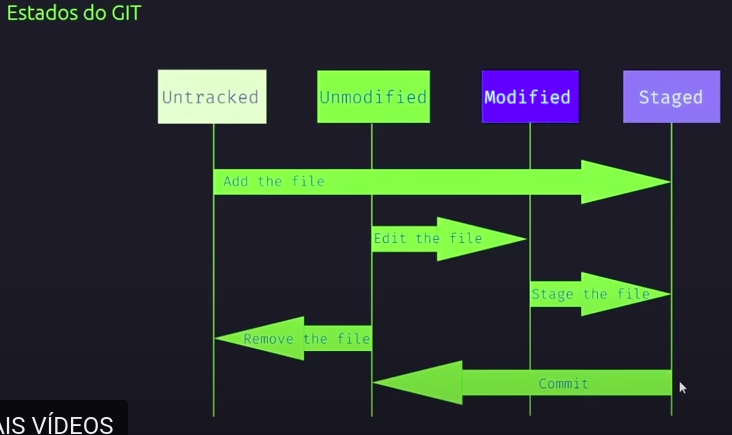 Estados do GIT
Untracked
Unmodified
Modified
Staged
Add the file
Edit the file
Stage the file
Remove the file
Commit
AIS VÍDEOS